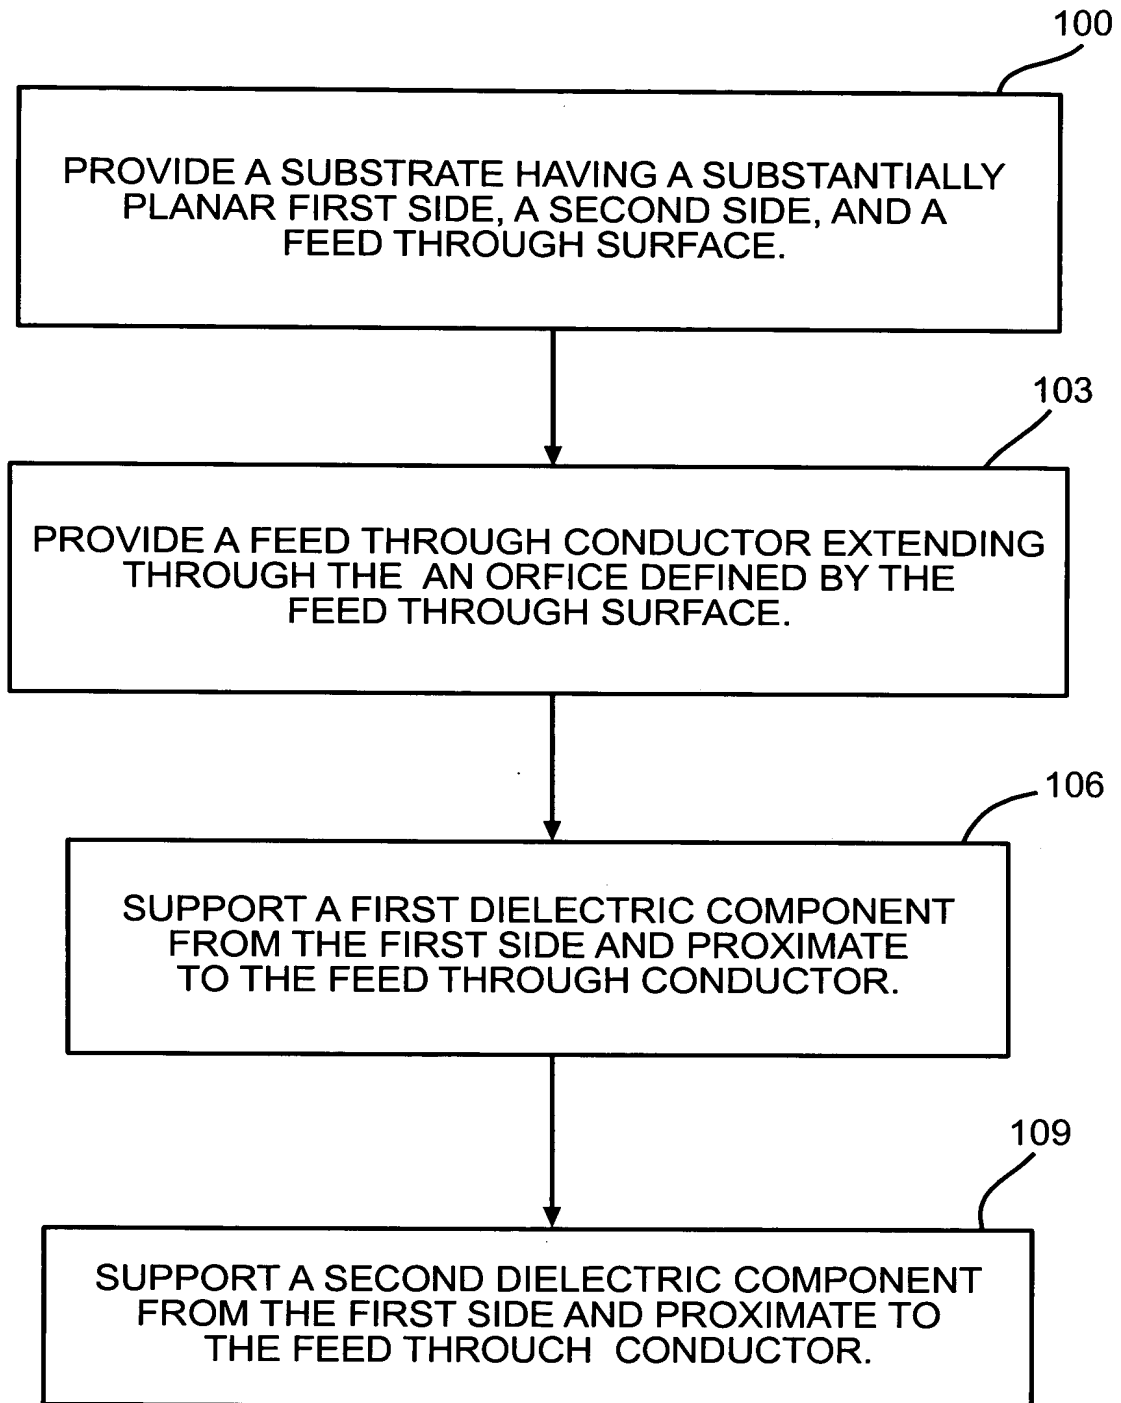 100
PROVIDE A SUBSTRATE HAVING A SUBSTANTIALLY
PLANAR FIRST SIDE, A SECOND SIDE, AND A
FEED THROUGH SURFACE.
103
PROVIDE A FEED THROUGH CONDUCTOR EXTENDING
THROUGH THE AN ORFICE DEFINED BY THE
FEED THROUGH SURFACE.
106
SUPPORT A FIRST DIELECTRIC COMPONENT
FROM THE FIRST SIDE AND PROXIMATE
TO THE FEED THROUGH CONDUCTOR.
109
SUPPORT A SECOND DIELECTRIC COMPONENT
FROM THE FIRST SIDE AND PROXIMATE TO
THE FEED THROUCH CONDUCTOR.